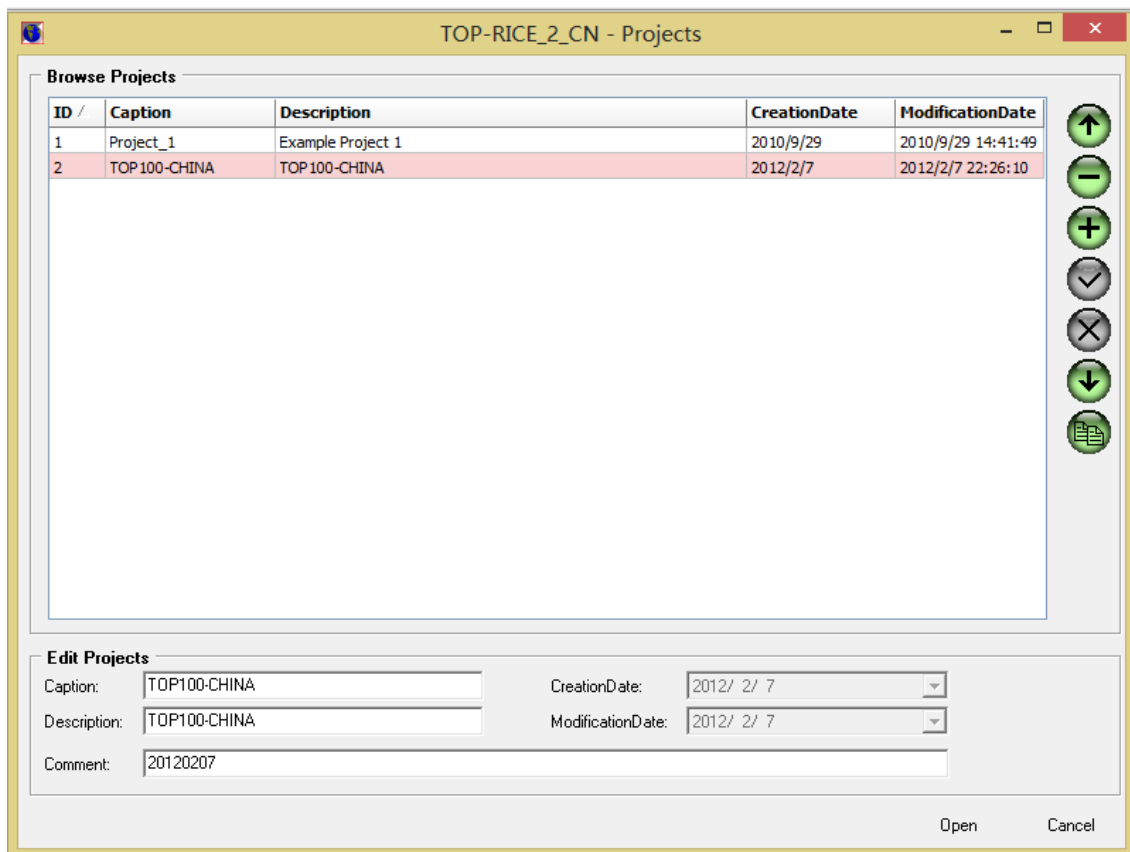 TOP-RICE_2_CN - Projects
Browse Projects
ID Caption Description CreationDate ModificationDate
1 Project_1 Example Project 1 2010/9/29 2010/9/29 14:41:49
2 TOP100-CHINA TOP100-CHINA 2012/2/7 2012/2/7 22:26:10
Edit Projects
Caption: TOP100-CHINA CreationDate: 2012/ 2/ 7
Description: TOP100-CHINA ModificationDate: 2012/ 2/ 7
Comment: 20120207
Open Cancel